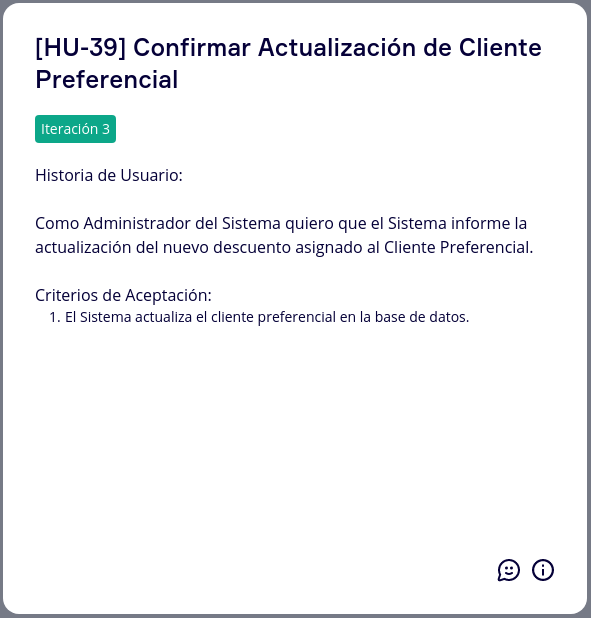 [HU-39] Confirmar Actualización de Cliente
Preferencial
Iteración 3
Historia de Usuario:
Como Administrador del Sistema quiero que el Sistema informe la
actualización del nuevo descuento asignado al Cliente Preferencial.
Criterios de Aceptación:
1. El Sistema actualiza el cliente preferencial en la base de datos.